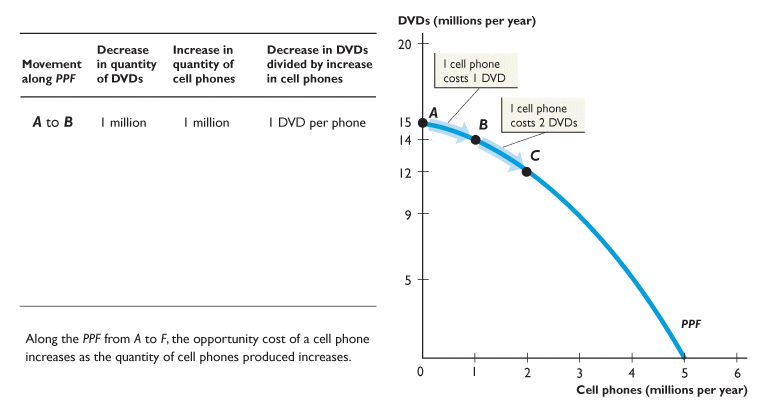 Movement
along PPF
Decrease
in quantity
of DVDs
Increase in
quantity of
cell phones
Decrease in DVDs
divided by increase
in cell phones
A to B
1 million
1 million
1 DVD per phone
Along the PPF from A to F, the opportunity cost of a cell phone
increases as the quantity of cell phones produced increases.
DVDs (millions per year)
20
15
14
12
9
5
1 cell phone
costs 1 DVD
1 cell phone
costs 2 DVDs
A
B
C
PPF
0
1
2
3
4
5
6
Cell phones (millions per year)